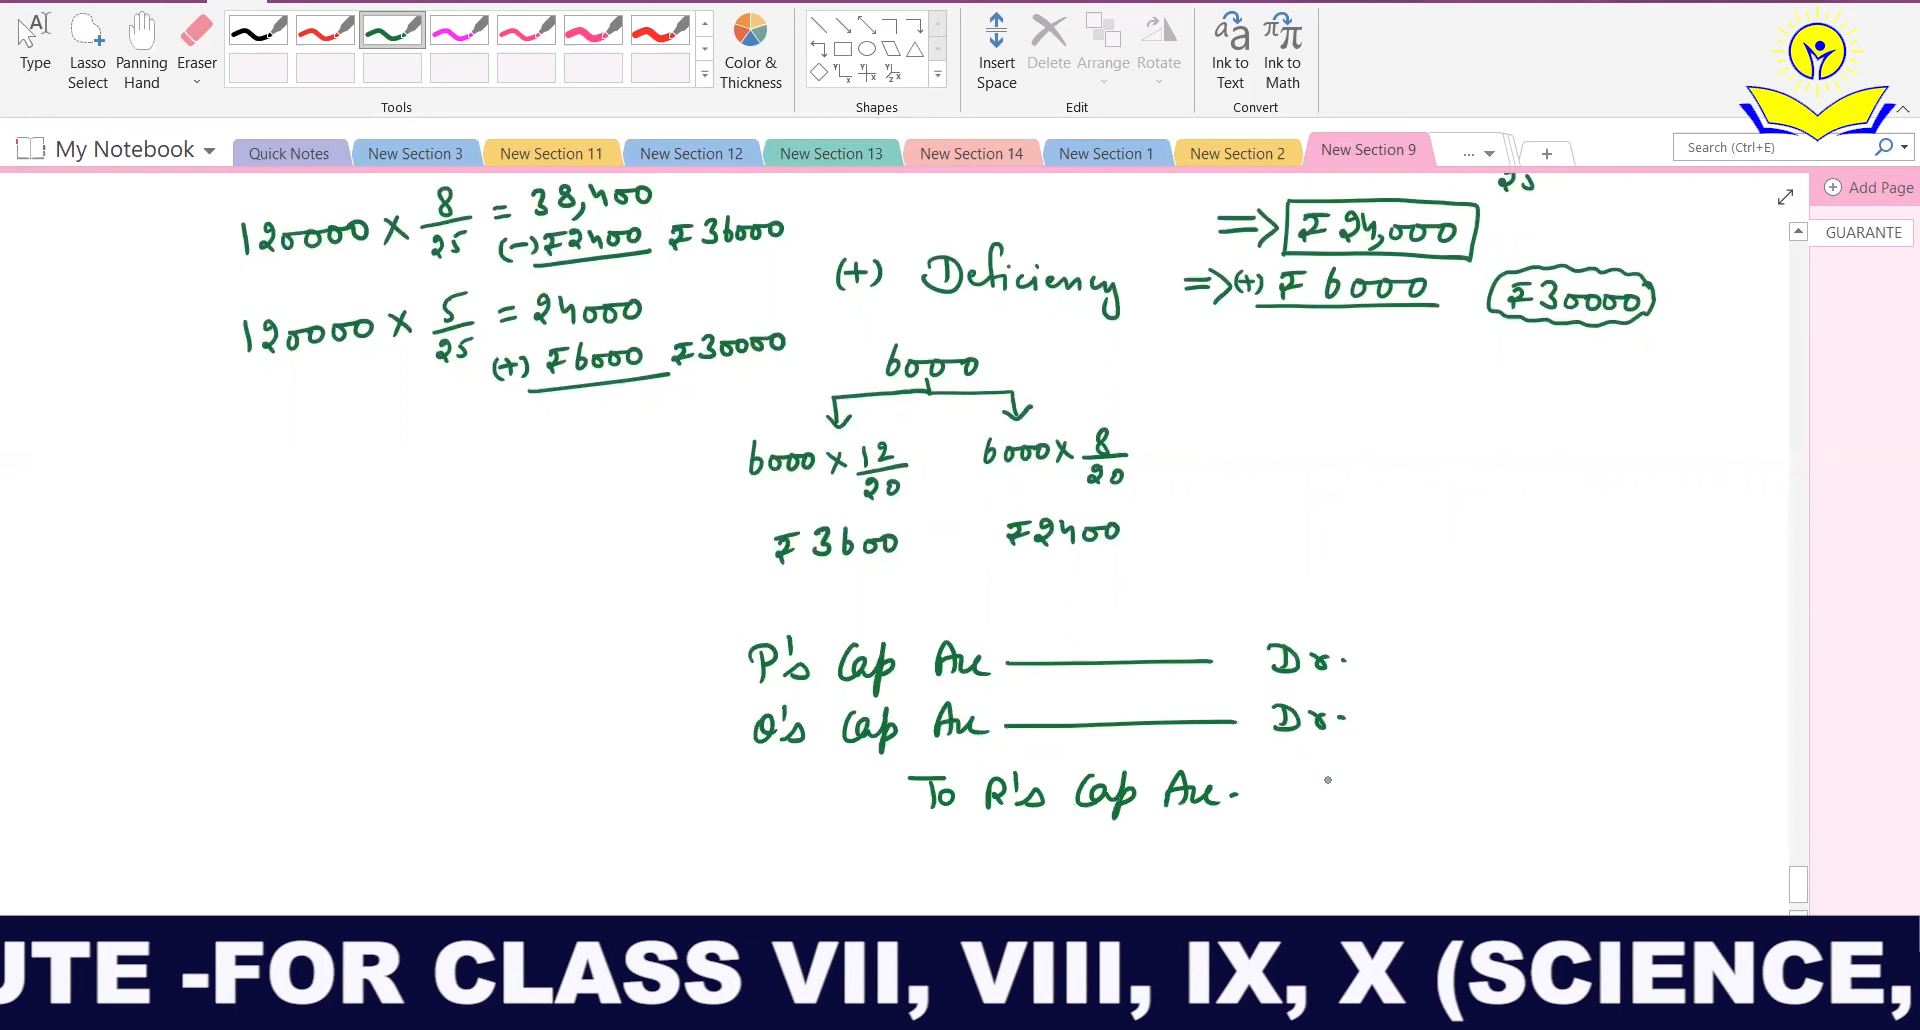 Type
Lasso Select
Panning Hand
Eraser
Color & Thickness
Insert Space
Delete
Arrange
Rotate
Ink to Text
Ink to Math
Tools
Shapes
Edit
Convert
My Notebook
Quick Notes
New Section 3
New Section 11
New Section 12
New Section 13
New Section 14
New Section 1
New Section 2
New Section 9
...
Search (Ctrl+E)
Add Page
GUARANTE
120000 × 8/25 = 38,400
(-) ₹2400 ₹36000
120000 × 5/25 = 24000
(+) ₹6000 ₹30000
25
=> ₹24,000
(+) Deficiency => (+) ₹6000 ₹30000
6000
6000 × 12/20 6000 × 8/20
₹3600 ₹2400
P's Cap A/c Dr.
Q's Cap A/c Dr.
To R's Cap A/c.
UTE -FOR CLASS VII, VIII, IX, X (SCIENCE,